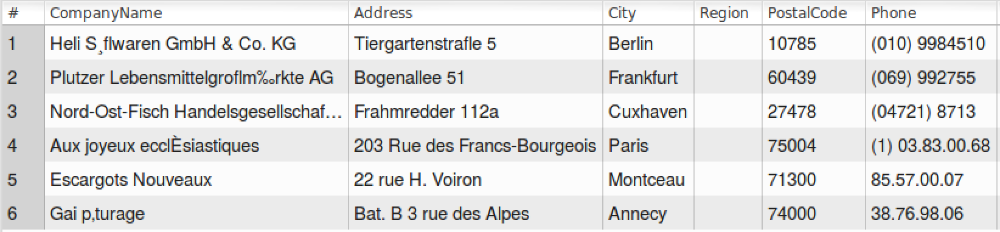 # CompanyName Address City Region PostalCode Phone
1 Heli S¸ﬂwaren GmbH & Co. KG Tiergartenstraﬂe 5 Berlin 10785 (010) 9984510
2 Plutzer Lebensmittelgroﬂm‰rkte AG Bogenallee 51 Frankfurt 60439 (069) 992755
3 Nord-Ost-Fisch Handelsgesellschaf… Frahmredder 112a Cuxhaven 27478 (04721) 8713
4 Aux joyeux ecclÈsiastiques 203 Rue des Francs-Bourgeois Paris 75004 (1) 03.83.00.68
5 Escargots Nouveaux 22 rue H. Voiron Montceau 71300 85.57.00.07
6 Gai p‚turage Bat. B 3 rue des Alpes Annecy 74000 38.76.98.06